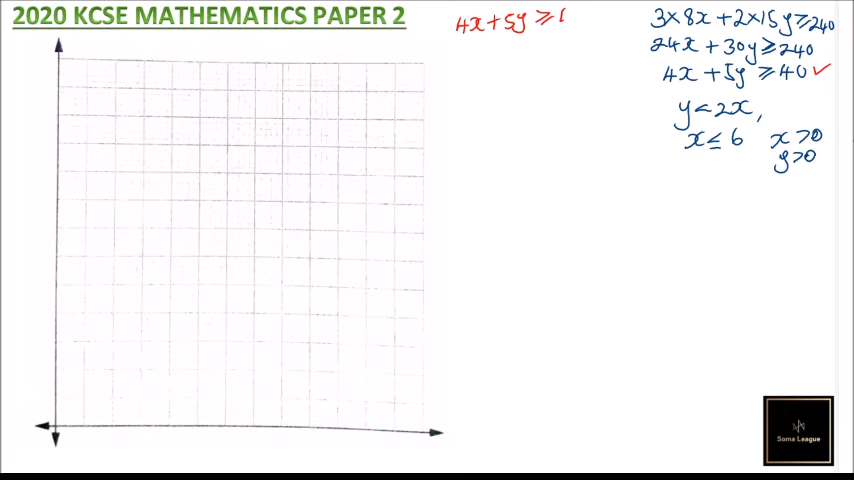 2020 KCSE MATHEMATICS PAPER 2
4x+5y ≥
3×8x+2×15y≥240
24x+30y≥240
4x+5y ≥40✓
y<2x,
x≤6 x>0
y>0
Soma League